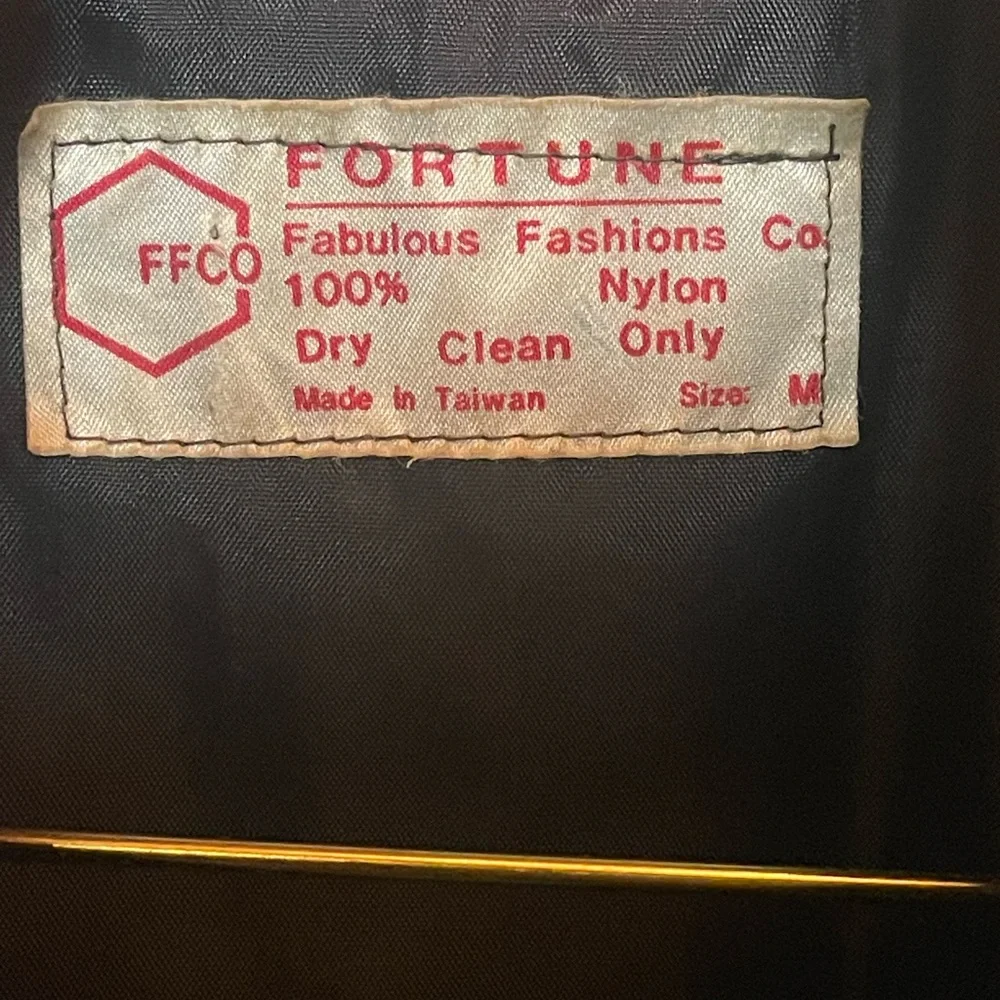 FORTUNE
FFCO
Fabulous Fashions Co.
100% Nylon
Dry Clean Only
Made in Taiwan Size: M